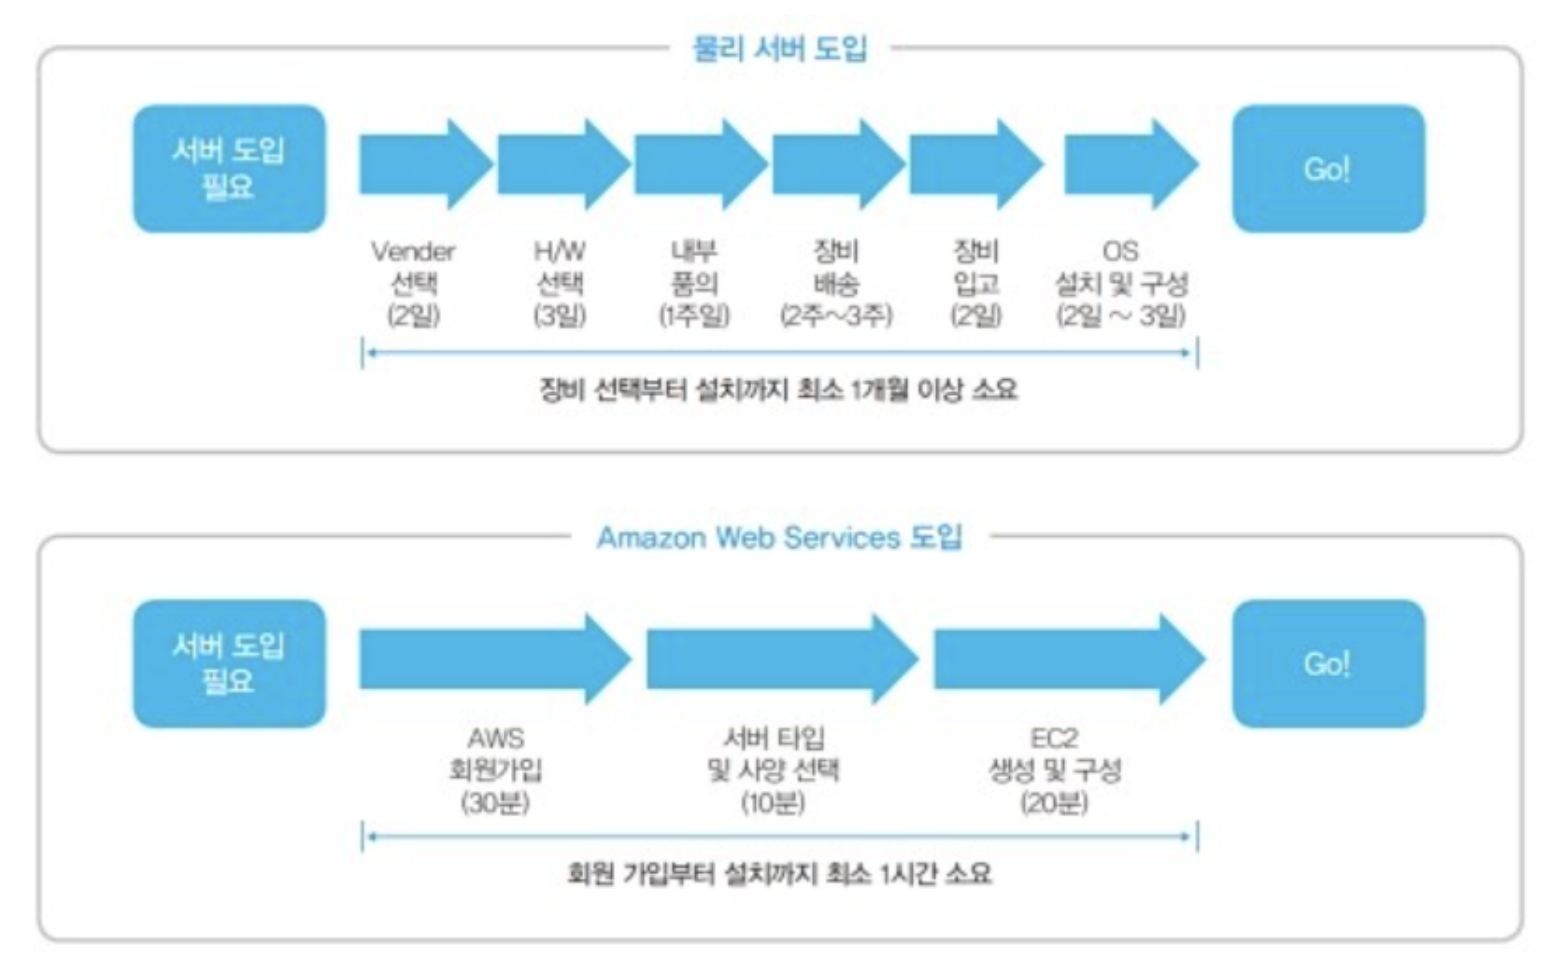 물리 서버 도입
서버 도입
필요
Vender
선택
(2일)
H/W
선택
(3일)
내부
품의
(1주일)
장비
배송
(2주~3주)
장비
입고
(2일)
OS
설치 및 구성
(2일 ~ 3일)
Go!
장비 선택부터 설치까지 최소 1개월 이상 소요
Amazon Web Services 도입
서버 도입
필요
AWS
회원가입
(30분)
서버 타입
및 사양 선택
(10분)
EC2
생성 및 구성
(20분)
Go!
회원 가입부터 설치까지 최소 1시간 소요